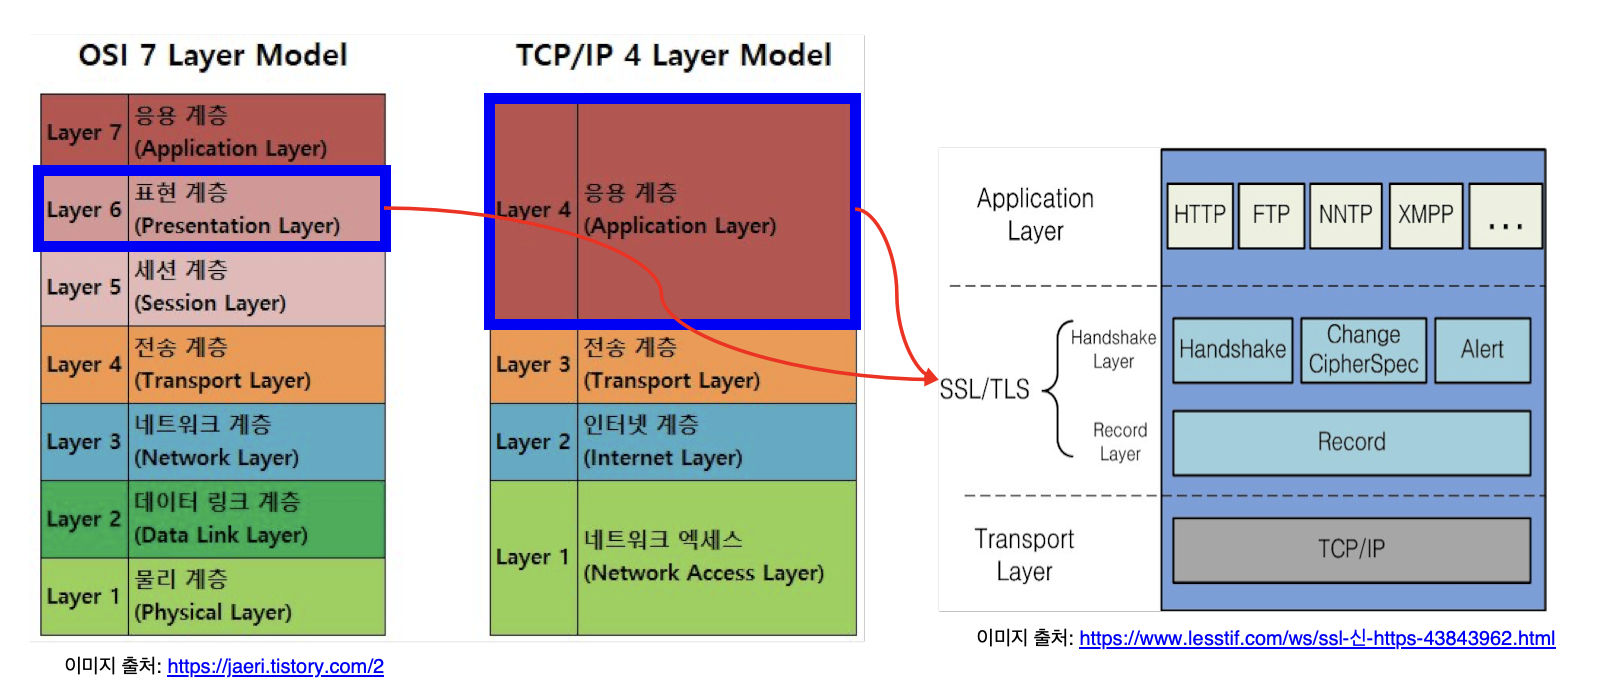 OSI 7 Layer Model
Layer 7
응용 계층
(Application Layer)
Layer 6
표현 계층
(Presentation Layer)
Layer 5
세션 계층
(Session Layer)
Layer 4
전송 계층
(Transport Layer)
Layer 3
네트워크 계층
(Network Layer)
Layer 2
데이터 링크 계층
(Data Link Layer)
Layer 1
물리 계층
(Physical Layer)
이미지 출처: https://jaeri.tistory.com/2
TCP/IP 4 Layer Model
Layer 4
응용 계층
(Application Layer)
Layer 3
전송 계층
(Transport Layer)
Layer 2
인터넷 계층
(Internet Layer)
Layer 1
네트워크 엑세스
(Network Access Layer)
Application
Layer
HTTP
FTP
NNTP
XMPP
...
SSL/TLS
Handshake
Layer
Handshake
Change
CipherSpec
Alert
Record
Layer
Record
Transport
Layer
TCP/IP
이미지 출처: https://www.lesstif.com/ws/ssl-신-https-43843962.html